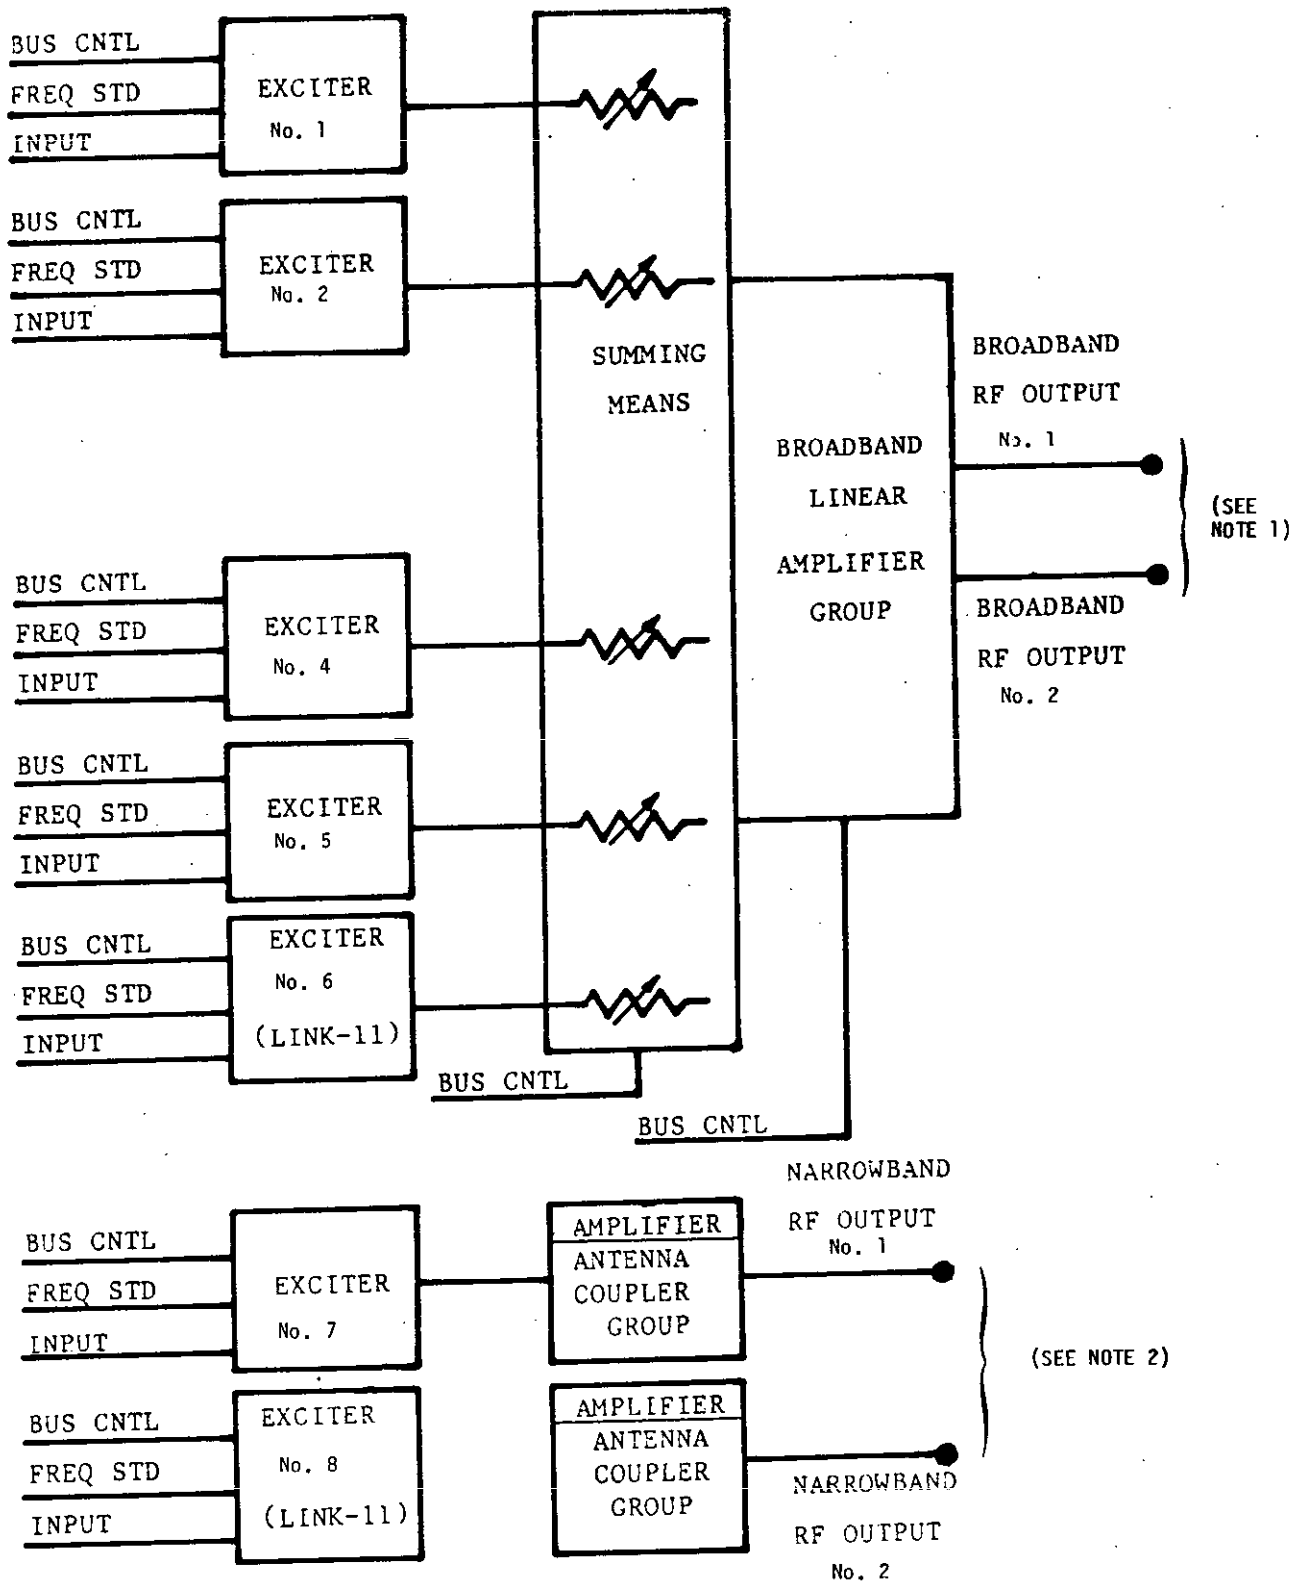 BUS CNTL
FREQ STD
INPUT
EXCITER
No. 1
BUS CNTL
FREQ STD
INPUT
EXCITER
No. 2
SUMMING
MEANS
BUS CNTL
FREQ STD
INPUT
EXCITER
No. 4
BUS CNTL
FREQ STD
INPUT
EXCITER
No. 5
BUS CNTL
FREQ STD
INPUT
EXCITER
No. 6
(LINK-11)
BUS CNTL
BUS CNTL
BROADBAND
LINEAR
AMPLIFIER
GROUP
BROADBAND
RF OUTPUT
No. 1
BROADBAND
RF OUTPUT
No. 2
(SEE
NOTE 1)
BUS CNTL
FREQ STD
INPUT
EXCITER
No. 7
AMPLIFIER
ANTENNA
COUPLER
GROUP
NARROWBAND
RF OUTPUT
No. 1
BUS CNTL
FREQ STD
INPUT
EXCITER
No. 8
(LINK-11)
AMPLIFIER
ANTENNA
COUPLER
GROUP
NARROWBAND
RF OUTPUT
No. 2
(SEE NOTE 2)